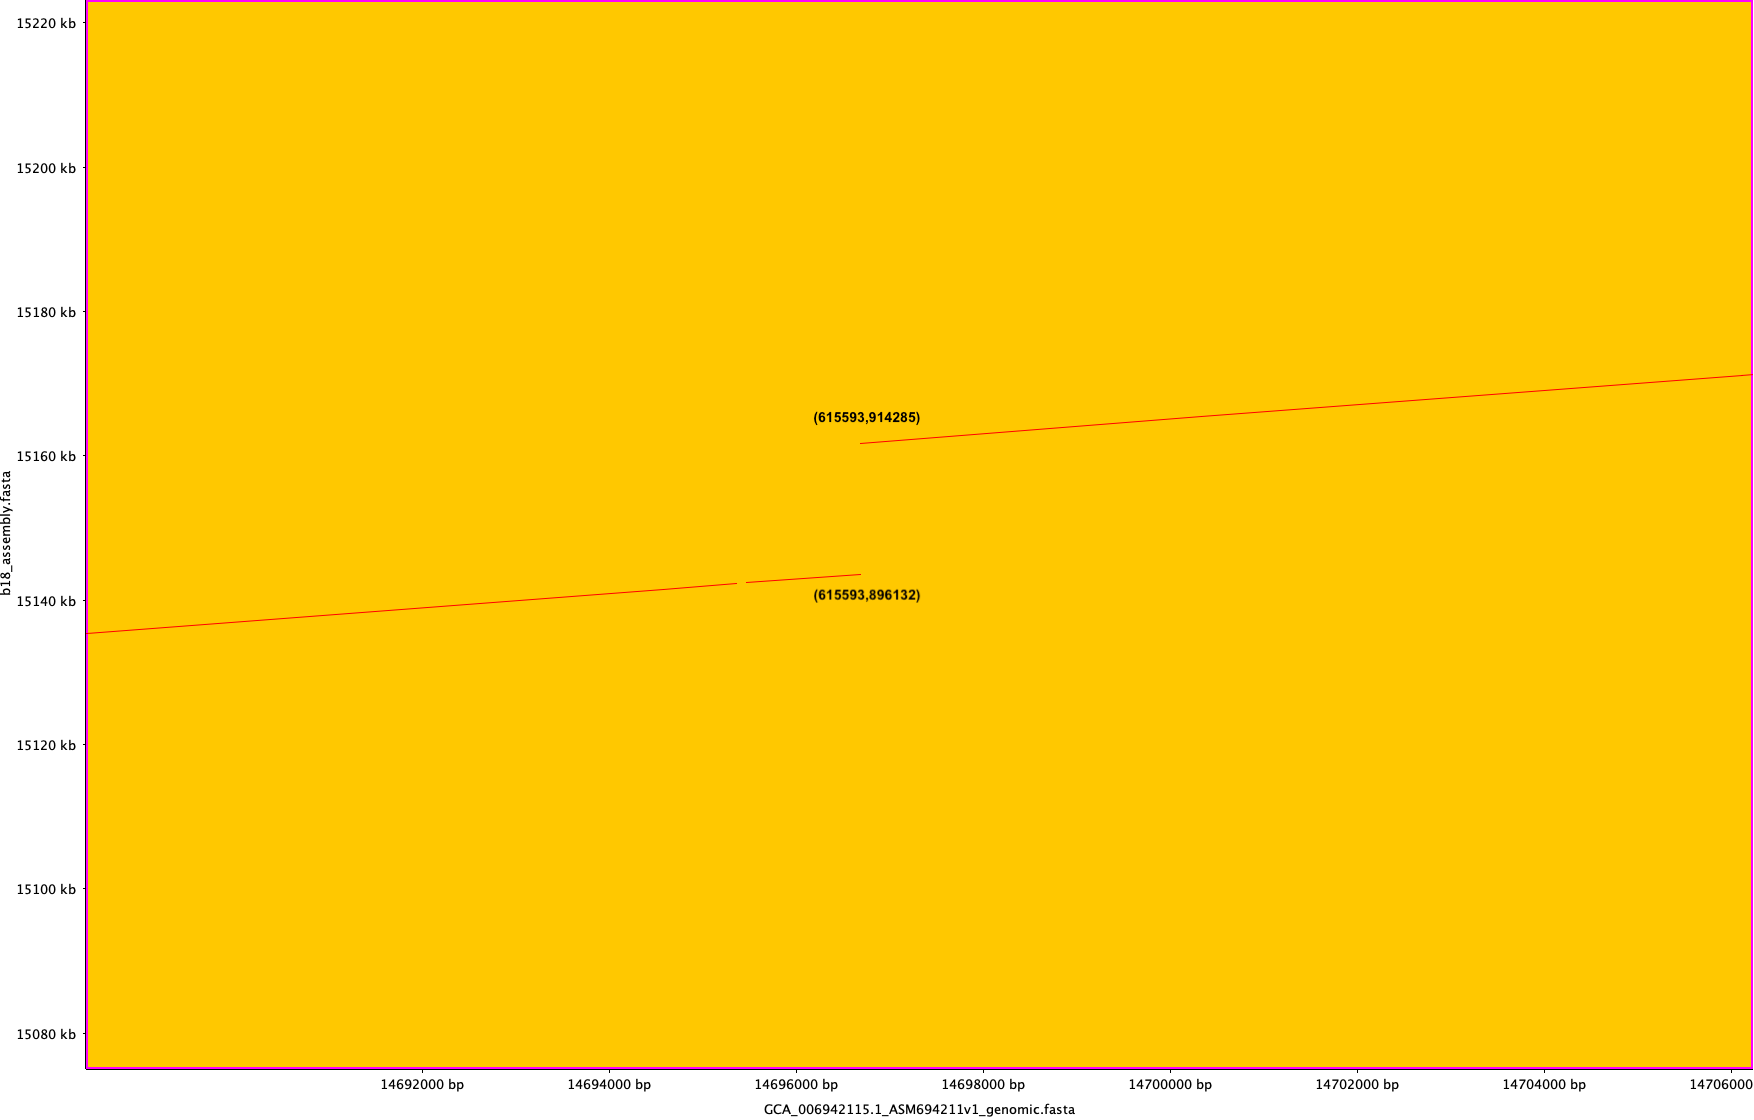 15220 kb
15200 kb
15180 kb
15160 kb
15140 kb
15120 kb
15100 kb
15080 kb
b18_assembly.fasta
(615593,914285)
(615593,896132)
14692000 bp
14694000 bp
14696000 bp
14698000 bp
14700000 bp
14702000 bp
14704000 bp
14706000
GCA_006942115.1_ASM694211v1_genomic.fasta